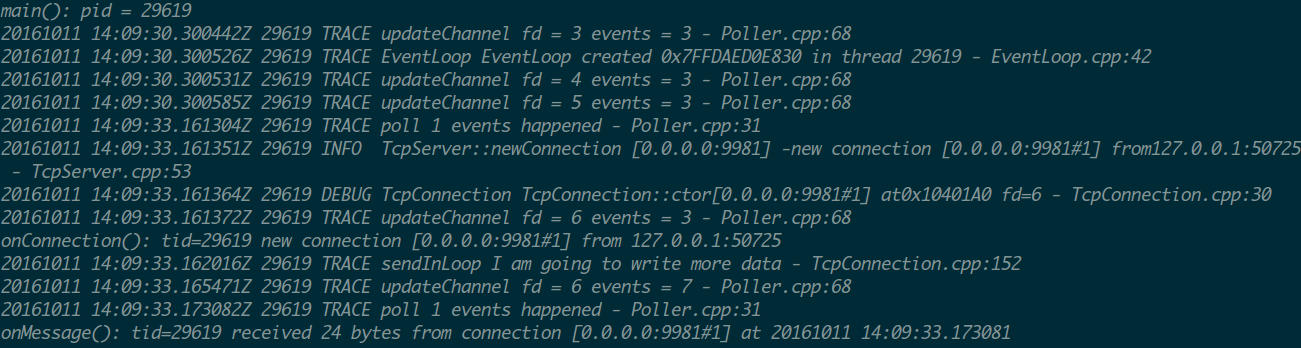 main(): pid = 29619
20161011 14:09:30.300442Z 29619 TRACE updateChannel fd = 3 events = 3 - Poller.cpp:68
20161011 14:09:30.300526Z 29619 TRACE EventLoop EventLoop created 0x7FFDAED0E830 in thread 29619 - EventLoop.cpp:42
20161011 14:09:30.300531Z 29619 TRACE updateChannel fd = 4 events = 3 - Poller.cpp:68
20161011 14:09:30.300585Z 29619 TRACE updateChannel fd = 5 events = 3 - Poller.cpp:68
20161011 14:09:33.161304Z 29619 TRACE poll 1 events happened - Poller.cpp:31
20161011 14:09:33.161351Z 29619 INFO  TcpServer::newConnection [0.0.0.0:9981] -new connection [0.0.0.0:9981#1] from127.0.0.1:50725
 - TcpServer.cpp:53
20161011 14:09:33.161364Z 29619 DEBUG TcpConnection TcpConnection::ctor[0.0.0.0:9981#1] at0x10401A0 fd=6 - TcpConnection.cpp:30
20161011 14:09:33.161372Z 29619 TRACE updateChannel fd = 6 events = 3 - Poller.cpp:68
onConnection(): tid=29619 new connection [0.0.0.0:9981#1] from 127.0.0.1:50725
20161011 14:09:33.162016Z 29619 TRACE sendInLoop I am going to write more data - TcpConnection.cpp:152
20161011 14:09:33.165471Z 29619 TRACE updateChannel fd = 6 events = 7 - Poller.cpp:68
20161011 14:09:33.173082Z 29619 TRACE poll 1 events happened - Poller.cpp:31
onMessage(): tid=29619 received 24 bytes from connection [0.0.0.0:9981#1] at 20161011 14:09:33.173081